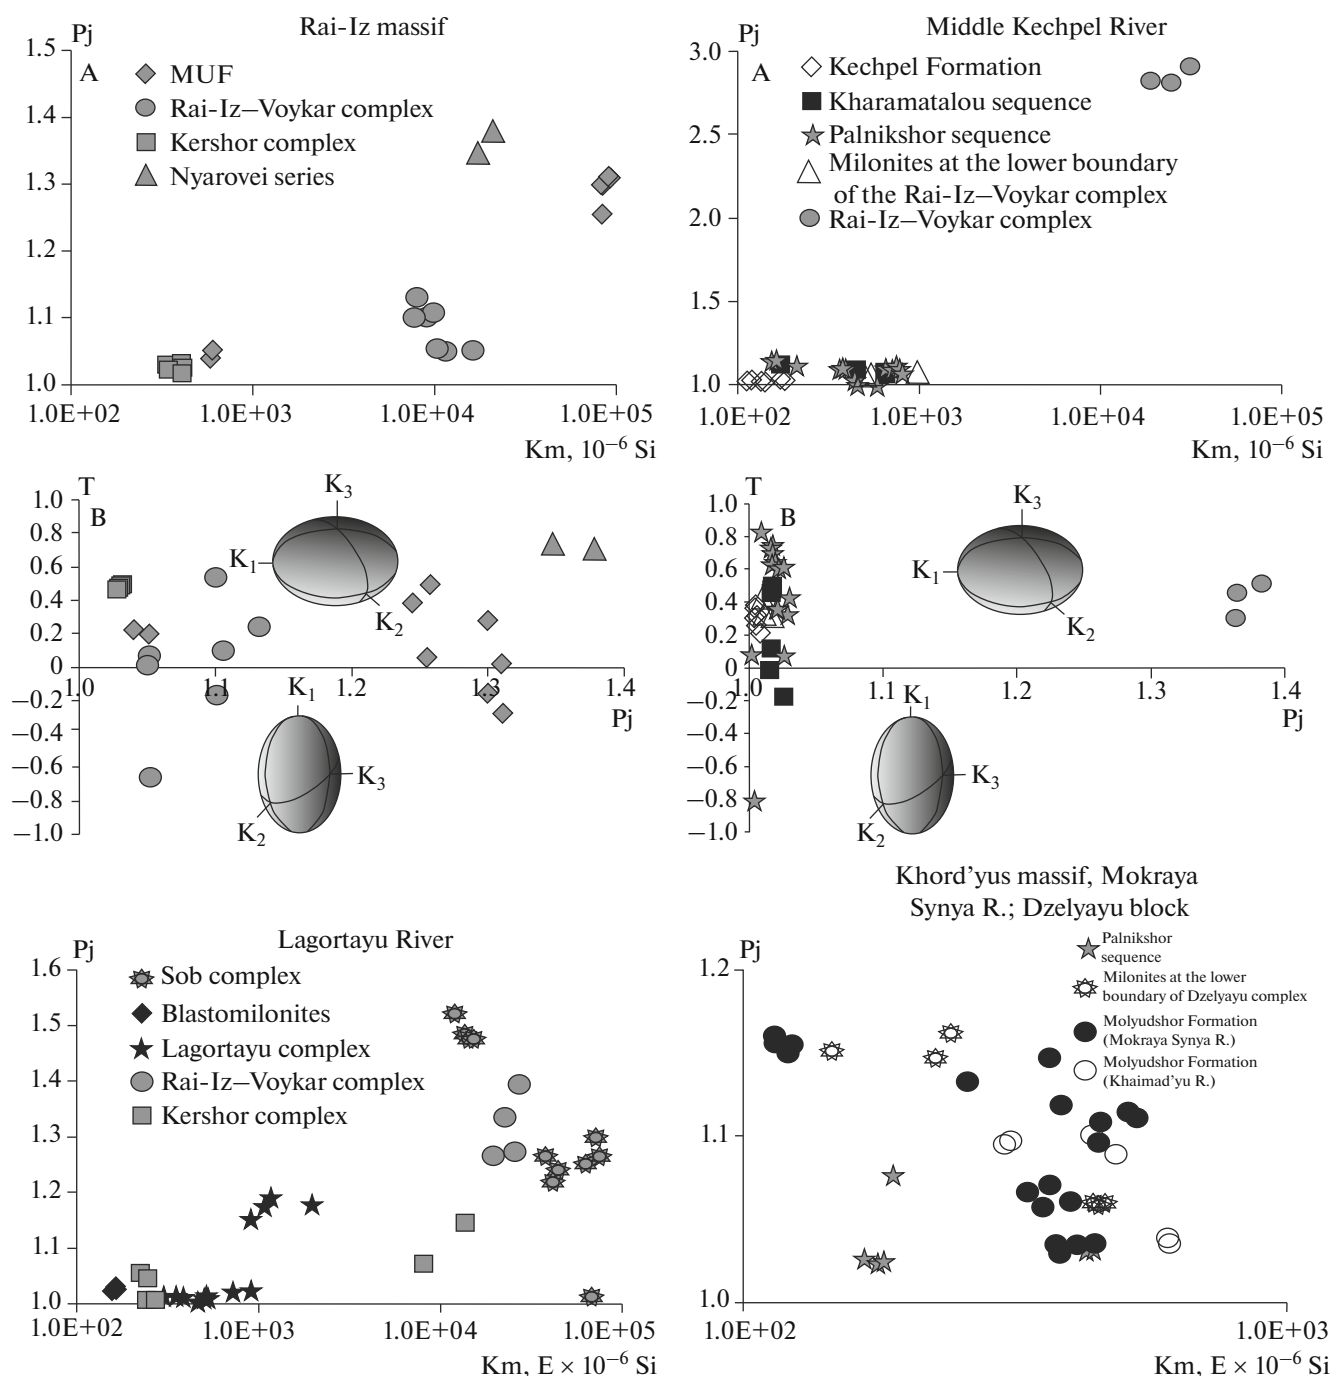 Rai-Iz massif
Pj
1.5
A
MUF
Rai-Iz–Voykar complex
Kershor complex
Nyarovei series
1.4
1.3
1.2
1.1
1.0
1.0E+02 1.0E+03 1.0E+04 1.0E+05
Km, 10⁻⁶ Si
Middle Kechpel River
Pj
3.0
A
Kechpel Formation
Kharamatalou sequence
Palnikshor sequence
Milonites at the lower boundary
of the Rai-Iz–Voykar complex
Rai-Iz–Voykar complex
2.5
2.0
1.5
1.0
1.0E+02 1.0E+03 1.0E+04 1.0E+05
Km, 10⁻⁶ Si
T
B
1.0
0.8
0.6
0.4
0.2
0
−0.2
−0.4
−0.6
−0.8
−1.0
1.0 1.1 1.2 1.3 1.4
Pj
K₃
K₁
K₂
K₁
K₃
K₂
T
B
1.0
0.8
0.6
0.4
0.2
0
−0.2
−0.4
−0.6
−0.8
−1.0
1.0 1.1 1.2 1.3 1.4
Pj
K₃
K₁
K₂
K₁
K₃
K₂
Lagortayu River
Pj
1.6
Sob complex
Blastomilonites
Lagortayu complex
Rai-Iz–Voykar complex
Kershor complex
1.5
1.4
1.3
1.2
1.1
1.0
1.0E+02 1.0E+03 1.0E+04 1.0E+05
Km, E × 10⁻⁶ Si
Khord’yus massif, Mokraya
Synya R.; Dzelyayu block
Pj
Palnikshor
sequence
Milonites at the lower
boundary of Dzelyayu complex
Molyudshor Formation
(Mokraya Synya R.)
Molyudshor Formation
(Khaimad’yu R.)
1.2
1.1
1.0
1.0E+02 1.0E+03
Km, E × 10⁻⁶ Si